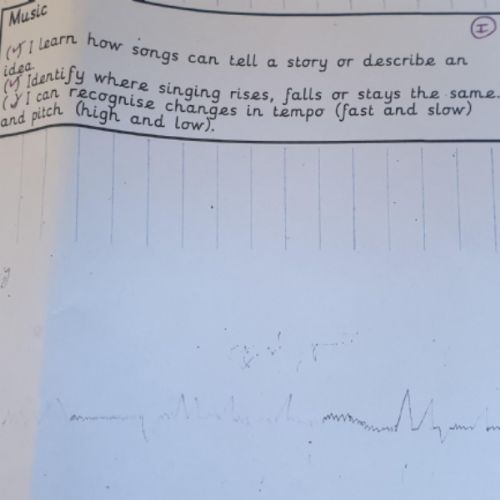 Music
I
(✓) I learn how songs can tell a story or describe an
idea.
(✓) Identify where singing rises, falls or stays the same.
(✓) I can recognise changes in tempo (fast and slow)
and pitch (high and low).